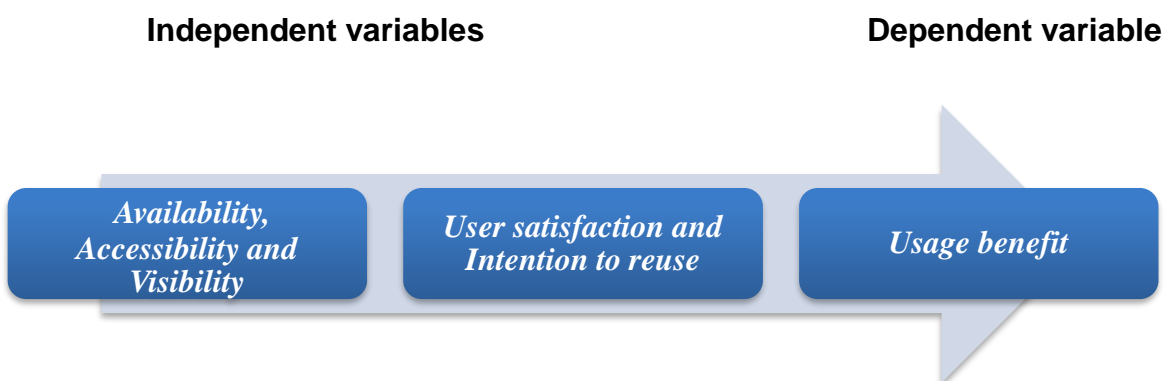 Independent variables
Dependent variable
Availability,
Accessibility and
Visibility
User satisfaction and
Intention to reuse
Usage benefit